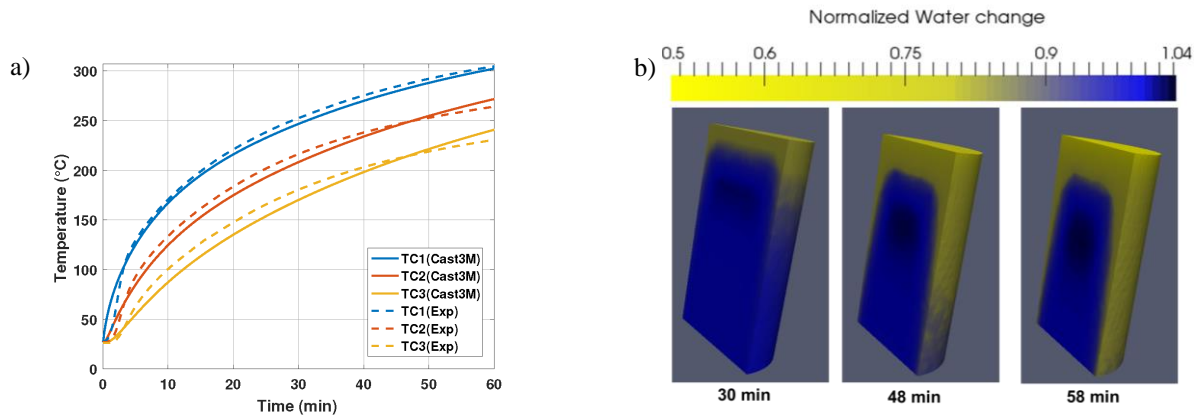 a)
300
250
200
150
100
50
0
Temperature (°C)
0 10 20 30 40 50 60
Time (min)
TC1(Cast3M)
TC2(Cast3M)
TC3(Cast3M)
TC1(Exp)
TC2(Exp)
TC3(Exp)
b)
Normalized Water change
0.5 0.6 0.75 0.9 1.04
30 min 48 min 58 min